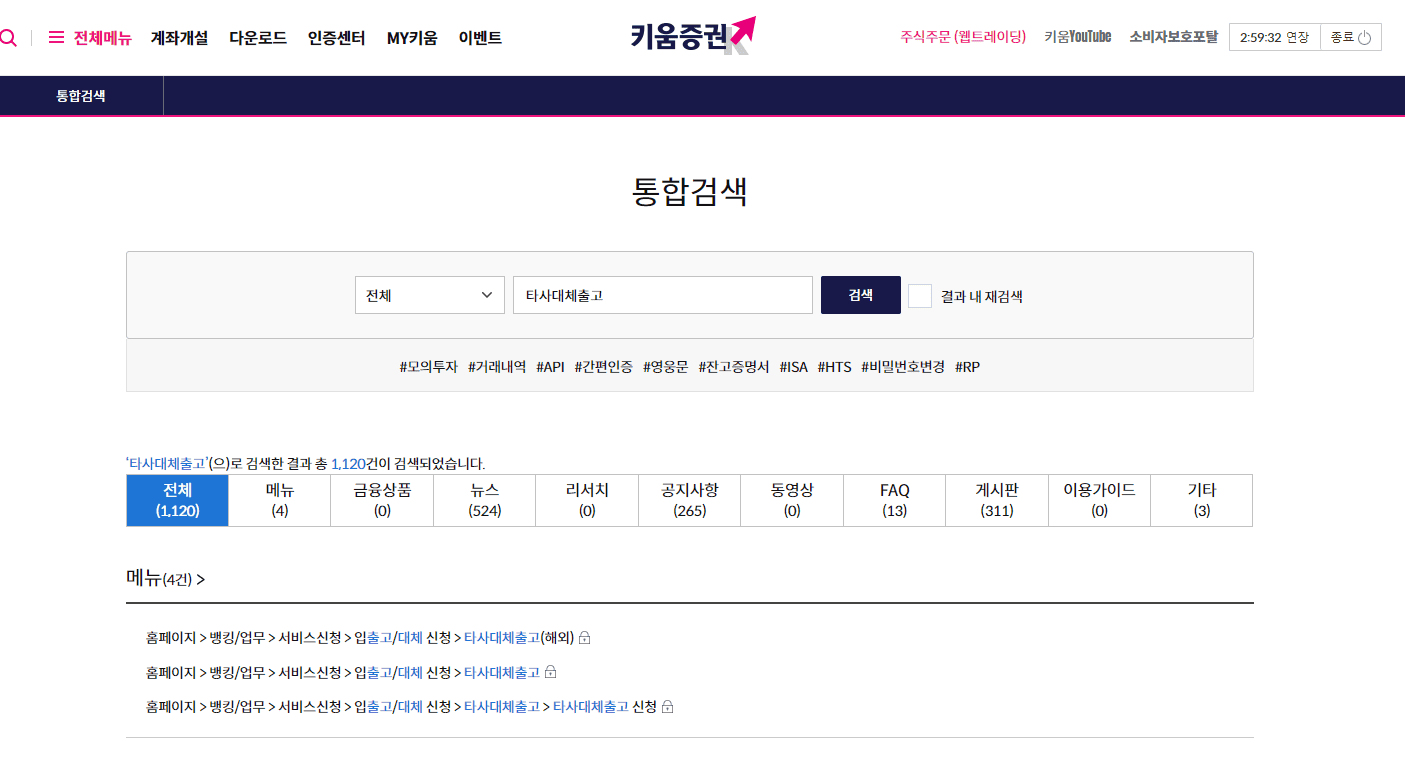 전체메뉴 계좌개설 다운로드 인증센터 MY키움 이벤트 키움증권 주식주문 (웹트레이딩) 키움YouTube 소비자보호포탈 2:59:32 연장 종료
통합검색
통합검색
전체 타사대체출고 검색 결과 내 재검색
#모의투자 #거래내역 #API #간편인증 #영웅문 #잔고증명서 #ISA #HTS #비밀번호변경 #RP
'타사대체출고'(으)로 검색한 결과 총 1,120건이 검색되었습니다.
전체 메뉴 금융상품 뉴스 리서치 공지사항 동영상 FAQ 게시판 이용가이드 기타
(1,120) (4) (0) (524) (0) (265) (0) (13) (311) (0) (3)
메뉴(4건) >
홈페이지 > 뱅킹/업무 > 서비스신청 > 입출고/대체 신청 > 타사대체출고(해외)
홈페이지 > 뱅킹/업무 > 서비스신청 > 입출고/대체 신청 > 타사대체출고
홈페이지 > 뱅킹/업무 > 서비스신청 > 입출고/대체 신청 > 타사대체출고 > 타사대체출고 신청